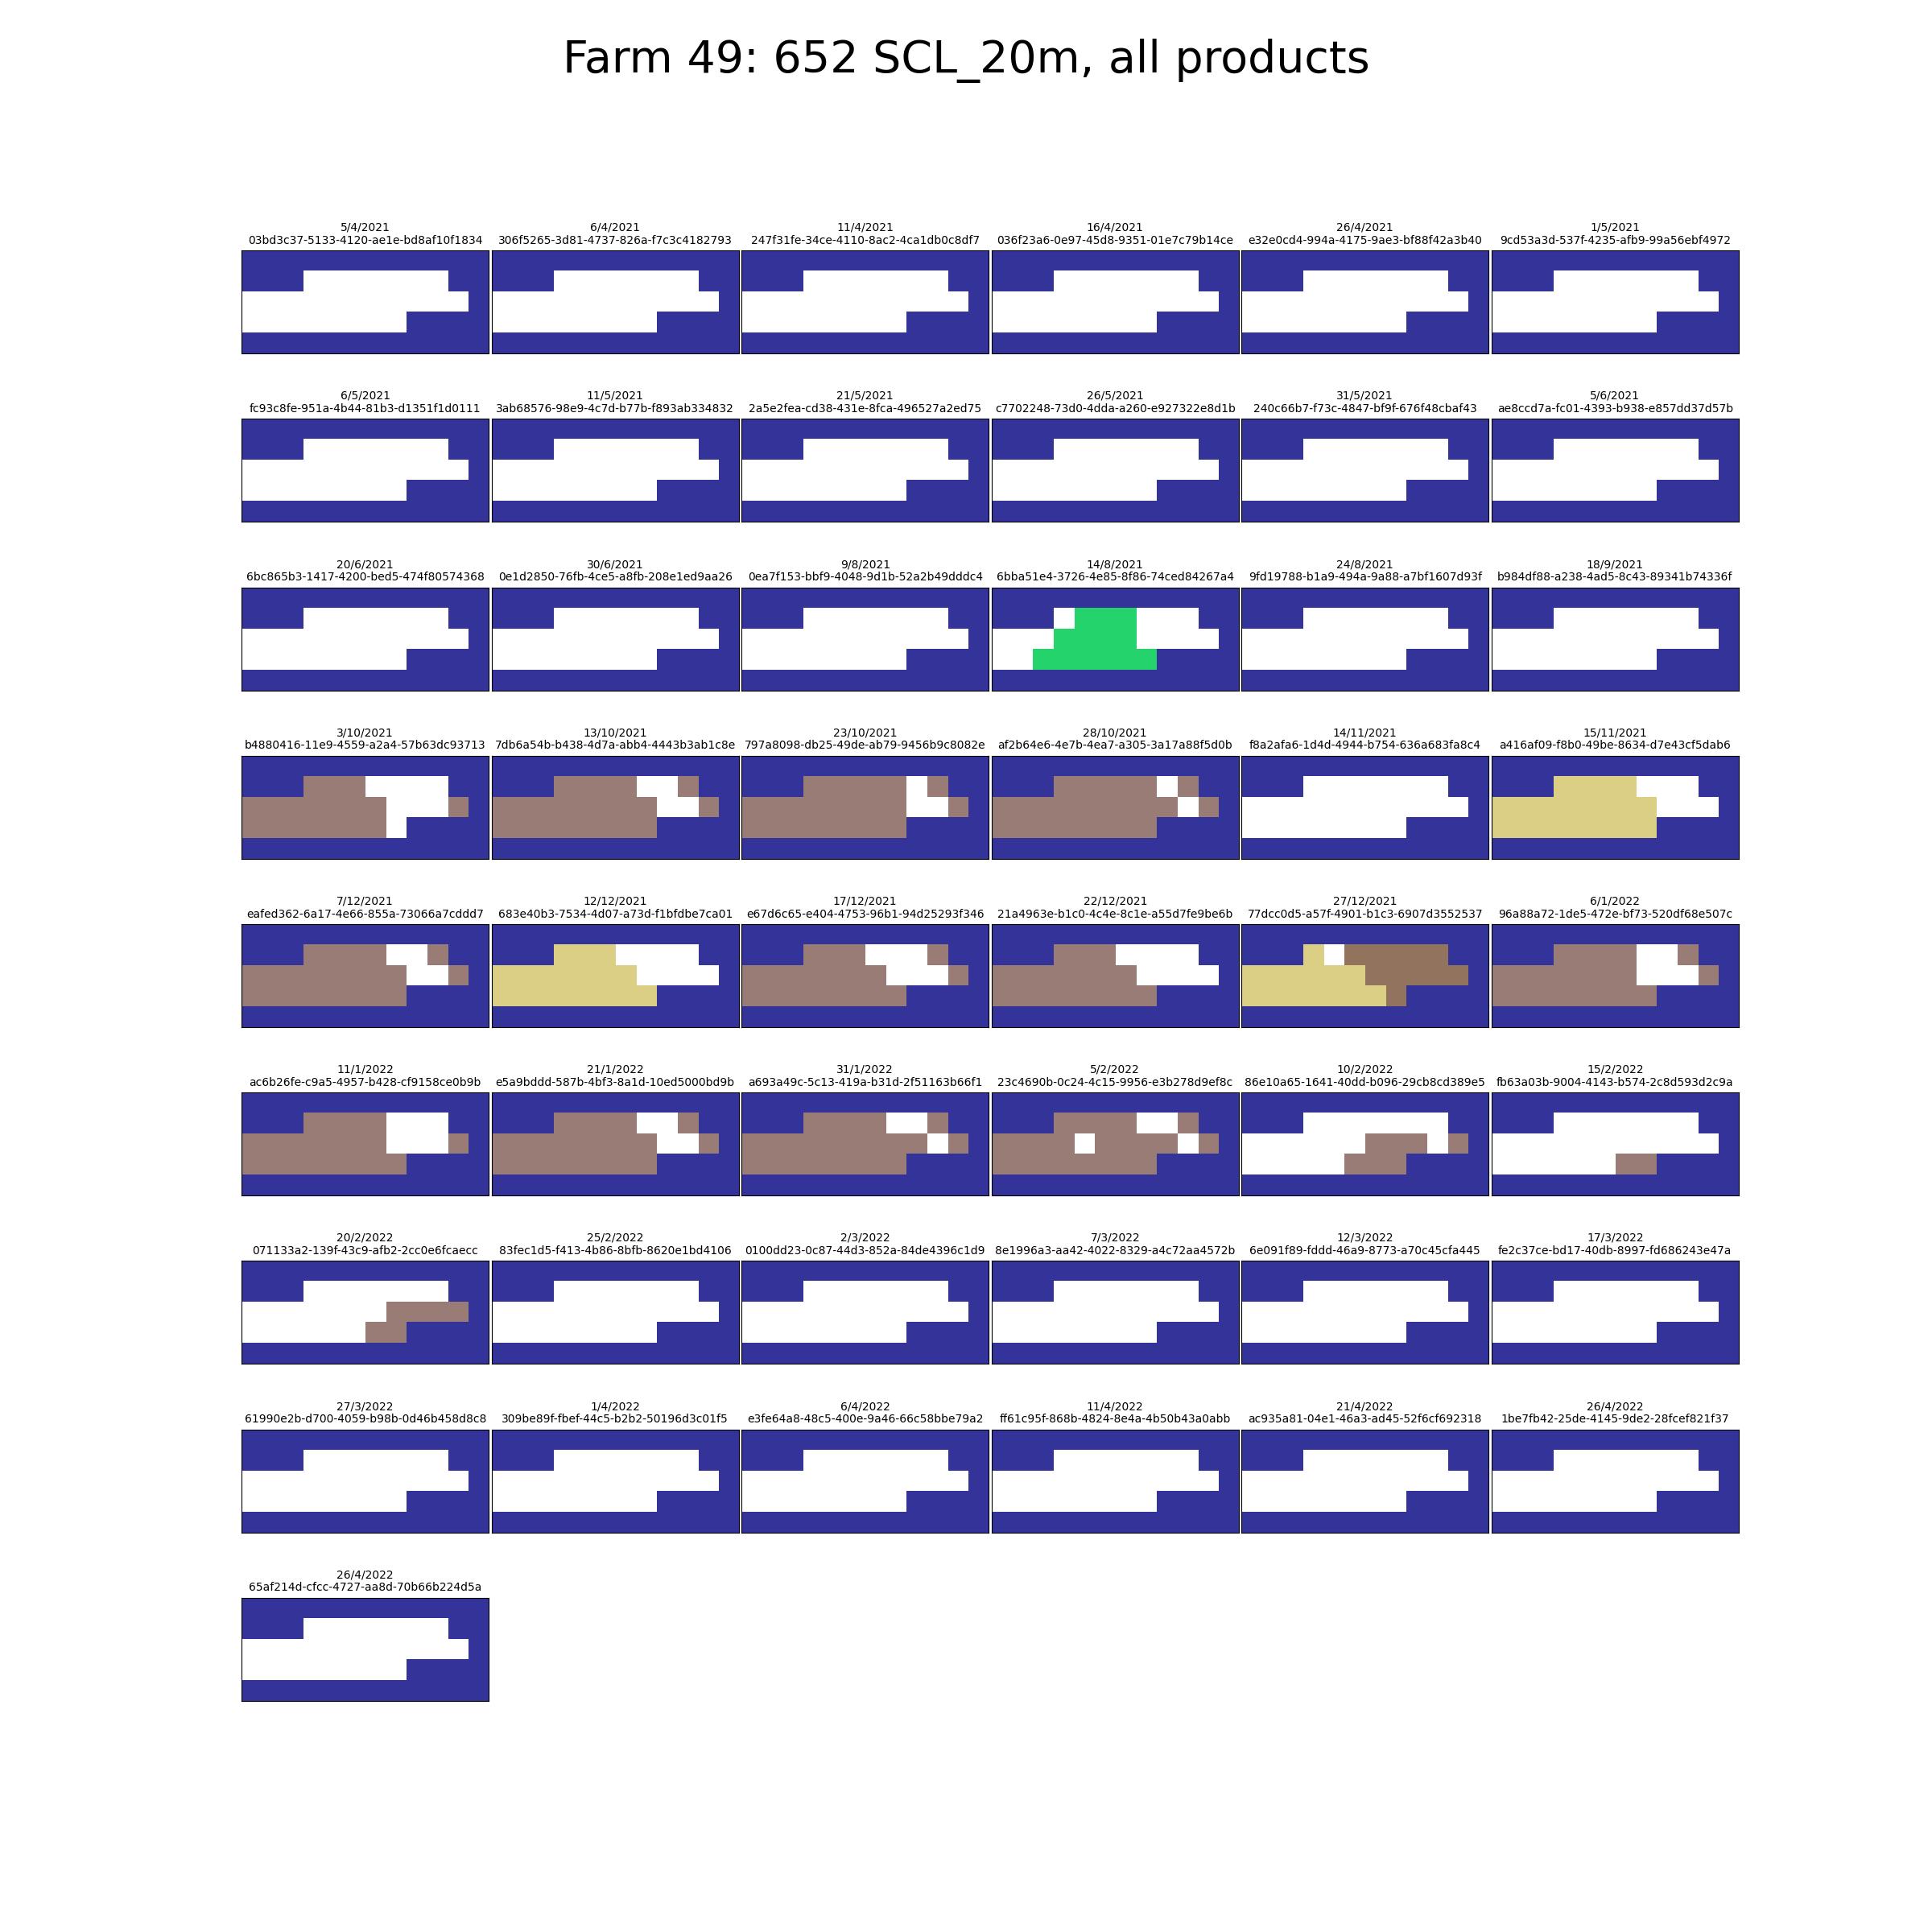 Farm 49: 652 SCL_20m, all products
5/4/2021
03bd3c37-5133-4120-ae1e-bd8af10f1834
6/4/2021
306f5265-3d81-4737-826a-f7c3c4182793
11/4/2021
247f31fe-34ce-4110-8ac2-4ca1db0c8df7
16/4/2021
036f23a6-0e97-45d8-9351-01e7c79b14ce
26/4/2021
e32e0cd4-994a-4175-9ae3-bf88f42a3b40
1/5/2021
9cd53a3d-537f-4235-afb9-99a56ebf4972
6/5/2021
fc93c8fe-951a-4b44-81b3-d1351f1d0111
11/5/2021
3ab68576-98e9-4c7d-b77b-f893ab334832
21/5/2021
2a5e2fea-cd38-431e-8fca-496527a2ed75
26/5/2021
c7702248-73d0-4dda-a260-e927322e8d1b
31/5/2021
240c66b7-f73c-4847-bf9f-676f48cbaf43
5/6/2021
ae8ccd7a-fc01-4393-b938-e857dd37d57b
20/6/2021
6bc865b3-1417-4200-bed5-474f80574368
30/6/2021
0e1d2850-76fb-4ce5-a8fb-208e1ed9aa26
9/8/2021
0ea7f153-bbf9-4048-9d1b-52a2b49dddc4
14/8/2021
6bba51e4-3726-4e85-8f86-74ced84267a4
24/8/2021
9fd19788-b1a9-494a-9a88-a7bf1607d93f
18/9/2021
b984df88-a238-4ad5-8c43-89341b74336f
3/10/2021
b4880416-11e9-4559-a2a4-57b63dc93713
13/10/2021
7db6a54b-b438-4d7a-abb4-4443b3ab1c8e
23/10/2021
797a8098-db25-49de-ab79-9456b9c8082e
28/10/2021
af2b64e6-4e7b-4ea7-a305-3a17a88f5d0b
14/11/2021
f8a2afa6-1d4d-4944-b754-636a683fa8c4
15/11/2021
a416af09-f8b0-49be-8634-d7e43cf5dab6
7/12/2021
eafed362-6a17-4e66-855a-73066a7cddd7
12/12/2021
683e40b3-7534-4d07-a73d-f1bfdbe7ca01
17/12/2021
e67d6c65-e404-4753-96b1-94d25293f346
22/12/2021
21a4963e-b1c0-4c4e-8c1e-a55d7fe9be6b
27/12/2021
77dcc0d5-a57f-4901-b1c3-6907d3552537
6/1/2022
96a88a72-1de5-472e-bf73-520df68e507c
11/1/2022
ac6b26fe-c9a5-4957-b428-cf9158ce0b9b
21/1/2022
e5a9bddd-587b-4bf3-8a1d-10ed5000bd9b
31/1/2022
a693a49c-5c13-419a-b31d-2f51163b66f1
5/2/2022
23c4690b-0c24-4c15-9956-e3b278d9ef8c
10/2/2022
86e10a65-1641-40dd-b096-29cb8cd389e5
15/2/2022
fb63a03b-9004-4143-b574-2c8d593d2c9a
20/2/2022
071133a2-139f-43c9-afb2-2cc0e6fcaecc
25/2/2022
83fec1d5-f413-4b86-8bfb-8620e1bd4106
2/3/2022
0100dd23-0c87-44d3-852a-84de4396c1d9
7/3/2022
8e1996a3-aa42-4022-8329-a4c72aa4572b
12/3/2022
6e091f89-fddd-46a9-8773-a70c45cfa445
17/3/2022
fe2c37ce-bd17-40db-8997-fd686243e47a
27/3/2022
61990e2b-d700-4059-b98b-0d46b458d8c8
1/4/2022
309be89f-fbef-44c5-b2b2-50196d3c01f5
6/4/2022
e3fe64a8-48c5-400e-9a46-66c58bbe79a2
11/4/2022
ff61c95f-868b-4824-8e4a-4b50b43a0abb
21/4/2022
ac935a81-04e1-46a3-ad45-52f6cf692318
26/4/2022
1be7fb42-25de-4145-9de2-28fcef821f37
26/4/2022
65af214d-cfcc-4727-aa8d-70b66b224d5a